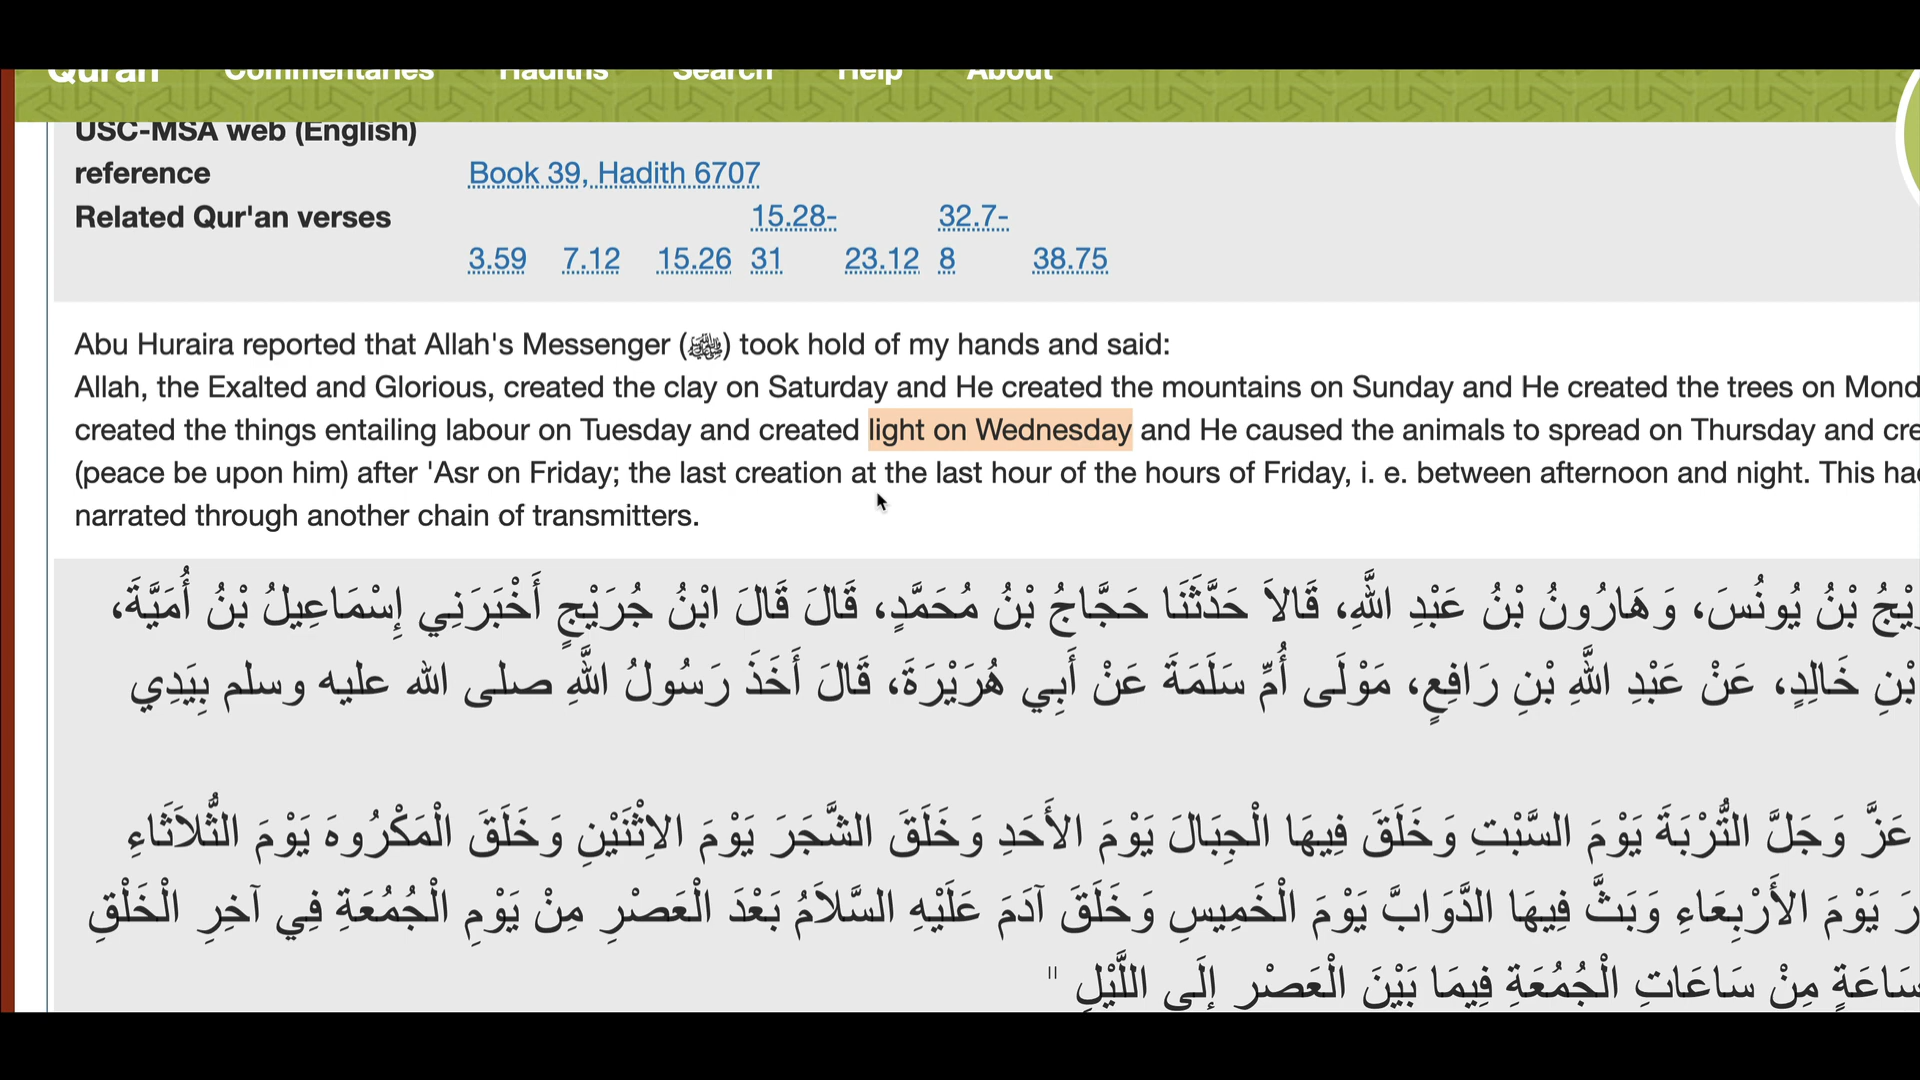 Quran Commentaries Hadiths Search Help About
USC-MSA web (English)
reference Book 39, Hadith 6707
Related Qur'an verses 15.28- 32.7-
3.59 7.12 15.26 31 23.12 8 38.75
Abu Huraira reported that Allah's Messenger (ﷺ) took hold of my hands and said:
Allah, the Exalted and Glorious, created the clay on Saturday and He created the mountains on Sunday and He created the trees on Mond
created the things entailing labour on Tuesday and created light on Wednesday and He caused the animals to spread on Thursday and cre
(peace be upon him) after 'Asr on Friday; the last creation at the last hour of the hours of Friday, i. e. between afternoon and night. This ha
narrated through another chain of transmitters.
يْجُ بْنُ يُونُسَ، وَهَارُونُ بْنُ عَبْدِ اللَّهِ، قَالاَ حَدَّثَنَا حَجَّاجُ بْنُ مُحَمَّدٍ، قَالَ قَالَ ابْنُ جُرَيْجٍ أَخْبَرَنِي إِسْمَاعِيلُ بْنُ أُمَيَّةَ،
بْنِ خَالِدٍ، عَنْ عَبْدِ اللَّهِ بْنِ رَافِعٍ، مَوْلَى أُمِّ سَلَمَةَ عَنْ أَبِي هُرَيْرَةَ، قَالَ أَخَذَ رَسُولُ اللَّهِ صلى الله عليه وسلم بِيَدِي
عَزَّ وَجَلَّ التُّرْبَةَ يَوْمَ السَّبْتِ وَخَلَقَ فِيهَا الْجِبَالَ يَوْمَ الأَحَدِ وَخَلَقَ الشَّجَرَ يَوْمَ الاِثْنَيْنِ وَخَلَقَ الْمَكْرُوهَ يَوْمَ الثُّلاَثَاءِ
رَ يَوْمَ الأَرْبِعَاءِ وَبَثَّ فِيهَا الدَّوَابَّ يَوْمَ الْخَمِيسِ وَخَلَقَ آدَمَ عَلَيْهِ السَّلاَمُ بَعْدَ الْعَصْرِ مِنْ يَوْمِ الْجُمُعَةِ فِي آخِرِ الْخَلْقِ
سَاعَةٍ مِنْ سَاعَاتِ الْجُمُعَةِ فِيمَا بَيْنَ الْعَصْرِ إِلَى اللَّيْلِ "